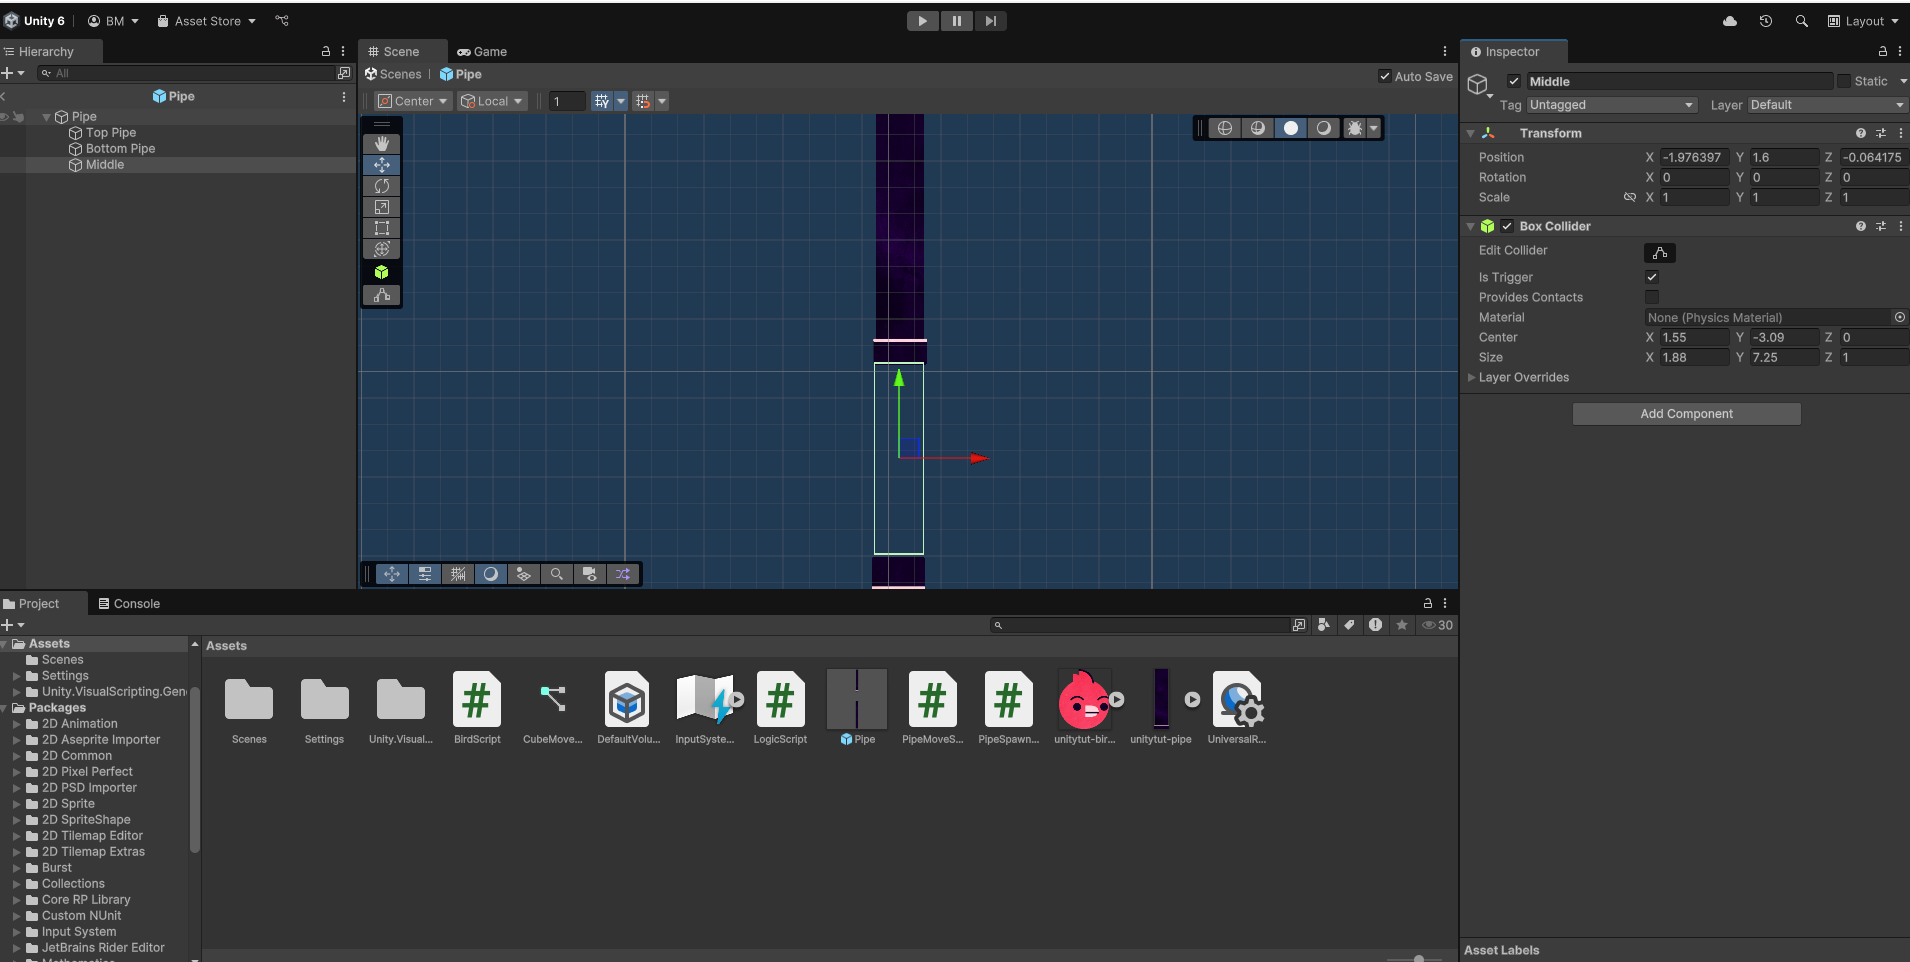 Unity 6 BM Asset Store Layout
Hierarchy
All
Pipe
Pipe
Top Pipe
Bottom Pipe
Middle
Scene Game
Scenes Pipe Auto Save
Center Local 1
Inspector
Middle Static
Tag Untagged Layer Default
Transform
Position X -1.976397 Y 1.6 Z -0.064175
Rotation X 0 Y 0 Z 0
Scale X 1 Y 1 Z 1
Box Collider
Edit Collider
Is Trigger
Provides Contacts
Material None (Physics Material)
Center X 1.55 Y -3.09 Z 0
Size X 1.88 Y 7.25 Z 1
Layer Overrides
Add Component
Asset Labels
Project Console
30
Assets
Scenes
Settings
Unity.VisualScripting.Gen
Packages
2D Animation
2D Aseprite Importer
2D Common
2D Pixel Perfect
2D PSD Importer
2D Sprite
2D SpriteShape
2D Tilemap Editor
2D Tilemap Extras
Burst
Collections
Core RP Library
Custom NUnit
Input System
JetBrains Rider Editor
Mathematics
Assets
Scenes Settings Unity.Visual... BirdScript CubeMove... DefaultVolu... InputSyste... LogicScript Pipe PipeMoveS... PipeSpawn... unitytut-bir... unitytut-pipe UniversalR...